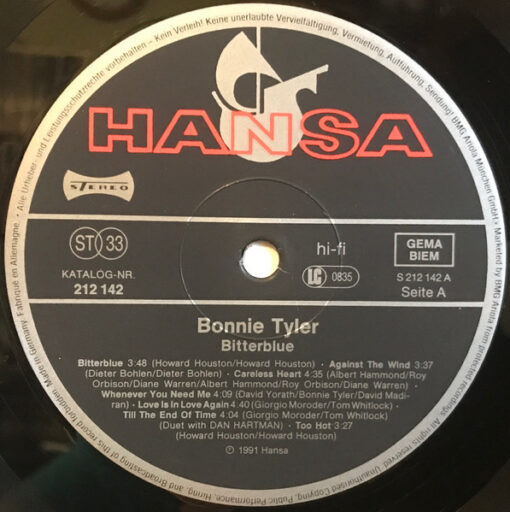 Alle Urheber- und Leistungsschutzrechte vorbehalten – Kein Verleih! Keine unerlaubte Vervielfältigung, Vermietung, Aufführung, Sendung!
BMG Ariola München GmbH · Marketed by BMG Ariola
HANSA
STEREO
ST 33
hi-fi
GEMA
BIEM
KATALOG-NR.
212 142
LC 0835
S 212 142 A
Seite A
Bonnie Tyler
Bitterblue
Bitterblue 3:48 (Howard Houston/Howard Houston) · Against The Wind 3:37
(Dieter Bohlen/Dieter Bohlen) · Careless Heart 4:35 (Albert Hammond/Roy
Orbison/Diane Warren/Albert Hammond/Roy Orbison/Diane Warren) ·
Whenever You Need Me 4:09 (David Yorath/Bonnie Tyler/David Madi-
ran) · Love Is In Love Again 4:40 (Giorgio Moroder/Tom Whitlock) ·
Till The End Of Time 4:04 (Giorgio Moroder/Tom Whitlock)
(Duet with DAN HARTMAN) · Too Hot 3:27
(Howard Houston/Howard Houston)
℗ 1991 Hansa
Made in Germany. Fabriqué en Allemagne.
Unauthorised Copying, Public Performance, Hiring, and Broadcasting of this record forbidden.